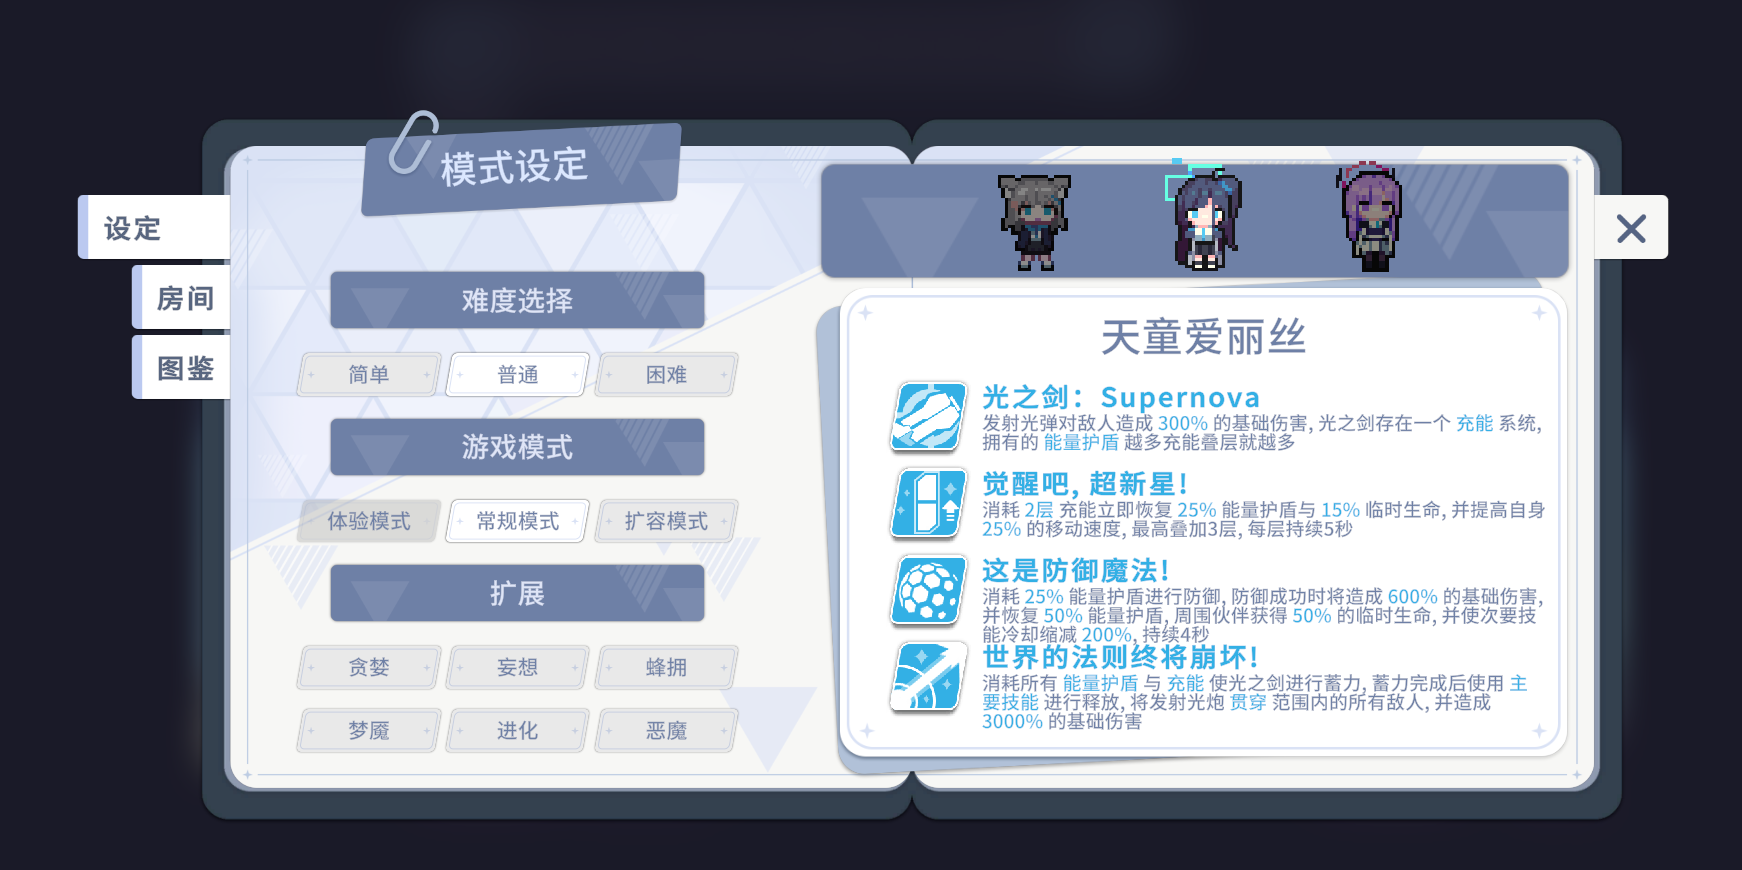 模式设定
设定
房间
图鉴
难度选择
简单
普通
困难
游戏模式
体验模式
常规模式
扩容模式
扩展
贪婪
妄想
蜂拥
梦魇
进化
恶魔
天童爱丽丝
光之剑：Supernova
发射光弹对敌人造成 300% 的基础伤害, 光之剑存在一个 充能 系统,
拥有的 能量护盾 越多充能叠层就越多
觉醒吧, 超新星!
消耗 2层 充能立即恢复 25% 能量护盾与 15% 临时生命, 并提高自身
25% 的移动速度, 最高叠加3层, 每层持续5秒
这是防御魔法!
消耗 25% 能量护盾进行防御, 防御成功时将造成 600% 的基础伤害,
并恢复 50% 能量护盾, 周围伙伴获得 50% 的临时生命, 并使次要技
能冷却缩减 200%, 持续4秒
世界的法则终将崩坏!
消耗所有 能量护盾 与 充能 使光之剑进行蓄力, 蓄力完成后使用 主
要技能 进行释放, 将发射光炮 贯穿 范围内的所有敌人, 并造成
3000% 的基础伤害